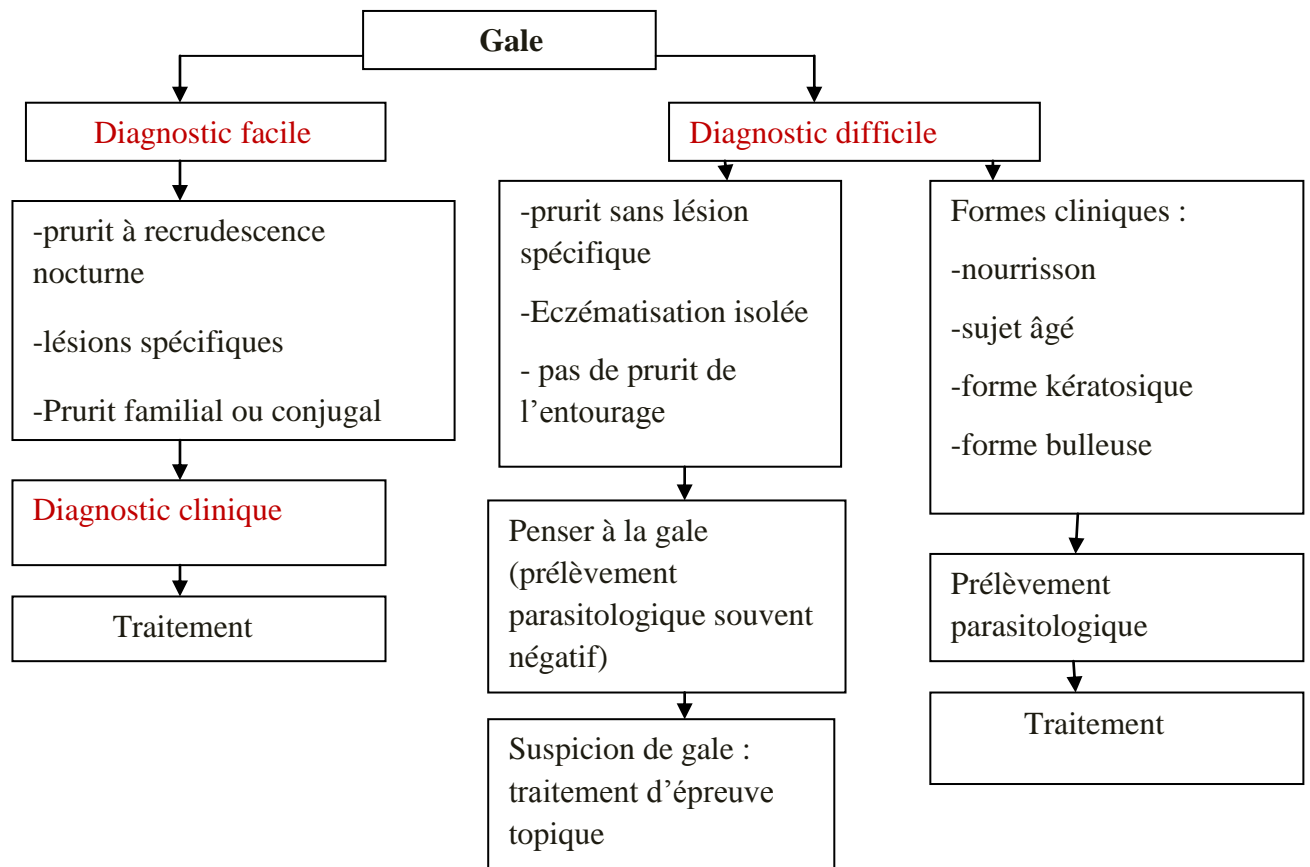 Gale
Diagnostic facile
Diagnostic difficile
-prurit à recrudescence
nocturne
-lésions spécifiques
-Prurit familial ou conjugal
-prurit sans lésion
spécifique
-Eczématisation isolée
- pas de prurit de
l’entourage
Formes cliniques :
-nourrisson
-sujet âgé
-forme kératosique
-forme bulleuse
Diagnostic clinique
Traitement
Penser à la gale
(prélèvement
parasitologique souvent
négatif)
Prélèvement
parasitologique
Suspicion de gale :
traitement d’épreuve
topique
Traitement